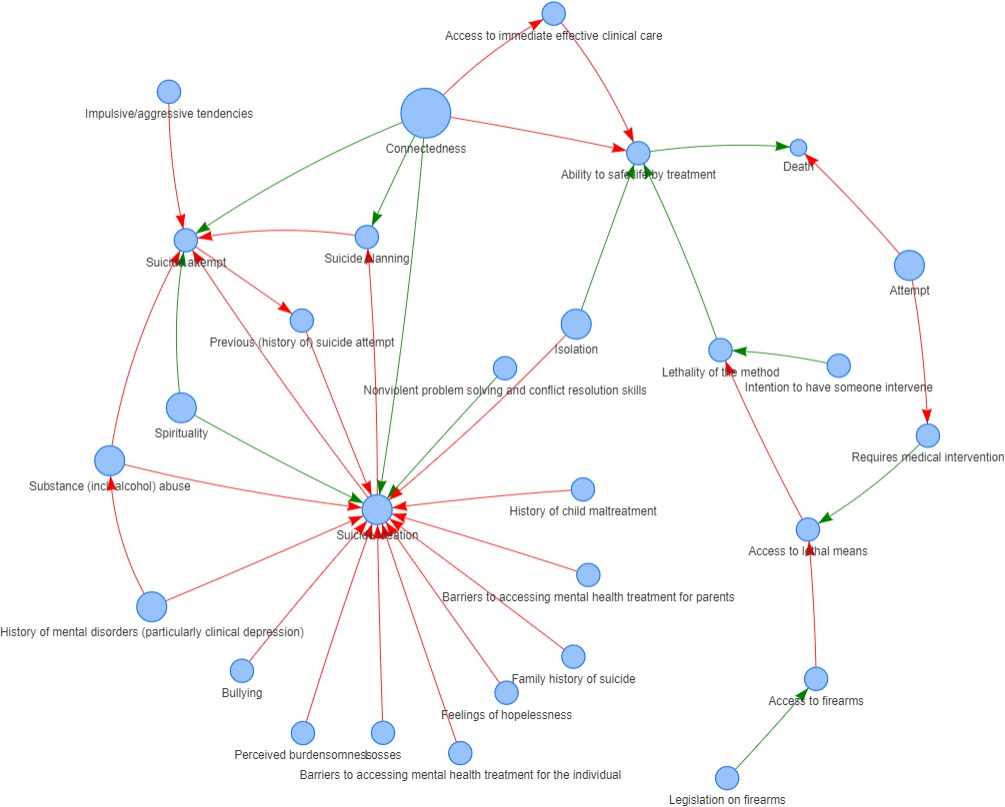 Access to immediate effective clinical care
Impulsive/aggressive tendencies
Connectedness
Ability to safe life by treatment
Death
Suicide attempt
Suicide planning
Attempt
Previous (history of) suicide attempt
Isolation
Lethality of the method
Intention to have someone intervene
Nonviolent problem solving and conflict resolution skills
Spirituality
Requires medical intervention
Substance (incl. alcohol) abuse
History of child maltreatment
Suicide ideation
Access to lethal means
Barriers to accessing mental health treatment for parents
History of mental disorders (particularly clinical depression)
Family history of suicide
Bullying
Access to firearms
Feelings of hopelessness
Perceived burdensomness
Losses
Barriers to accessing mental health treatment for the individual
Legislation on firearms